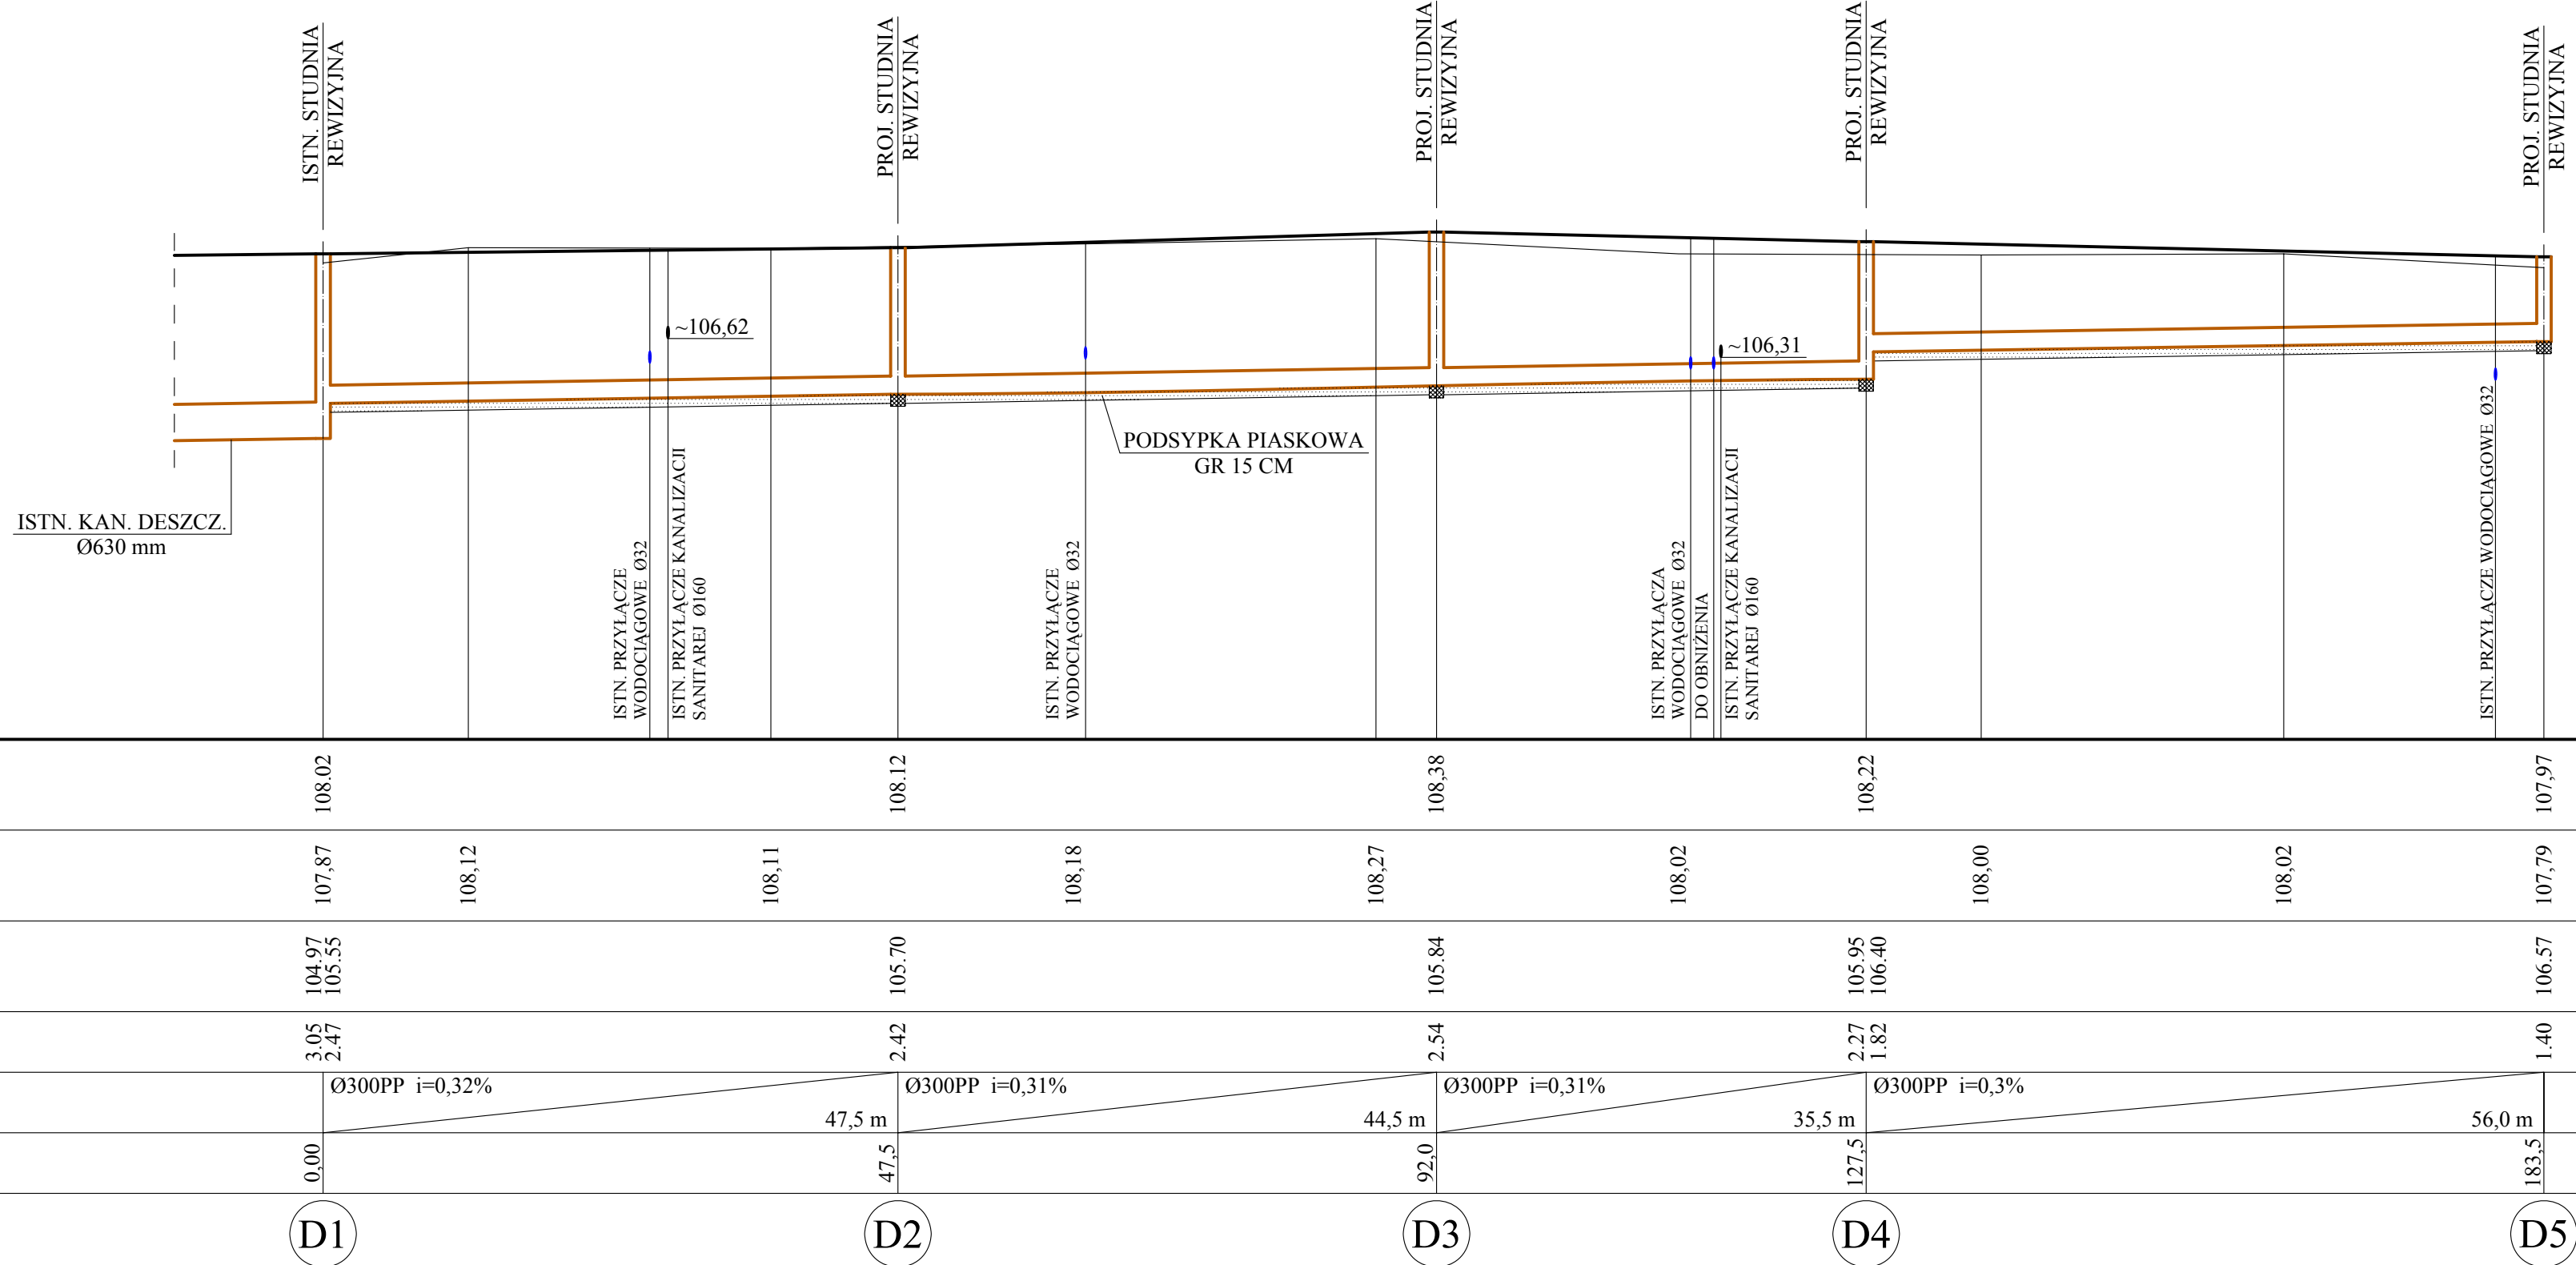 ISTN. STUDNIA
REWIZYJNA
PROJ. STUDNIA
REWIZYJNA
PROJ. STUDNIA
REWIZYJNA
PROJ. STUDNIA
REWIZYJNA
PROJ. STUDNIA
REWIZYJNA
~106,62
~106,31
PODSYPKA PIASKOWA
GR 15 CM
ISTN. KAN. DESZCZ.
Ø630 mm
ISTN. PRZYŁĄCZE
WODOCIĄGOWE Ø32
ISTN. PRZYŁĄCZE KANALIZACJI
SANITAREJ Ø160
ISTN. PRZYŁĄCZE
WODOCIĄGOWE Ø32
ISTN. PRZYŁĄCZA
WODOCIĄGOWE Ø32
DO OBNIŻENIA
ISTN. PRZYŁĄCZE KANALIZACJI
SANITAREJ Ø160
ISTN. PRZYŁĄCZE WODOCIĄGOWE Ø32
108.02
108.12
108,38
108,22
107,97
107,87
108,12
108,11
108,18
108,27
108,02
108,00
108,02
107,79
104.97
105.55
105.70
105.84
105.95
106.40
106.57
3.05
2.47
2.42
2.54
2.27
1.82
1.40
Ø300PP i=0,32%
47,5 m
Ø300PP i=0,31%
44,5 m
Ø300PP i=0,31%
35,5 m
Ø300PP i=0,3%
56,0 m
0,00
47,5
92,0
127,5
183,5
D1
D2
D3
D4
D5